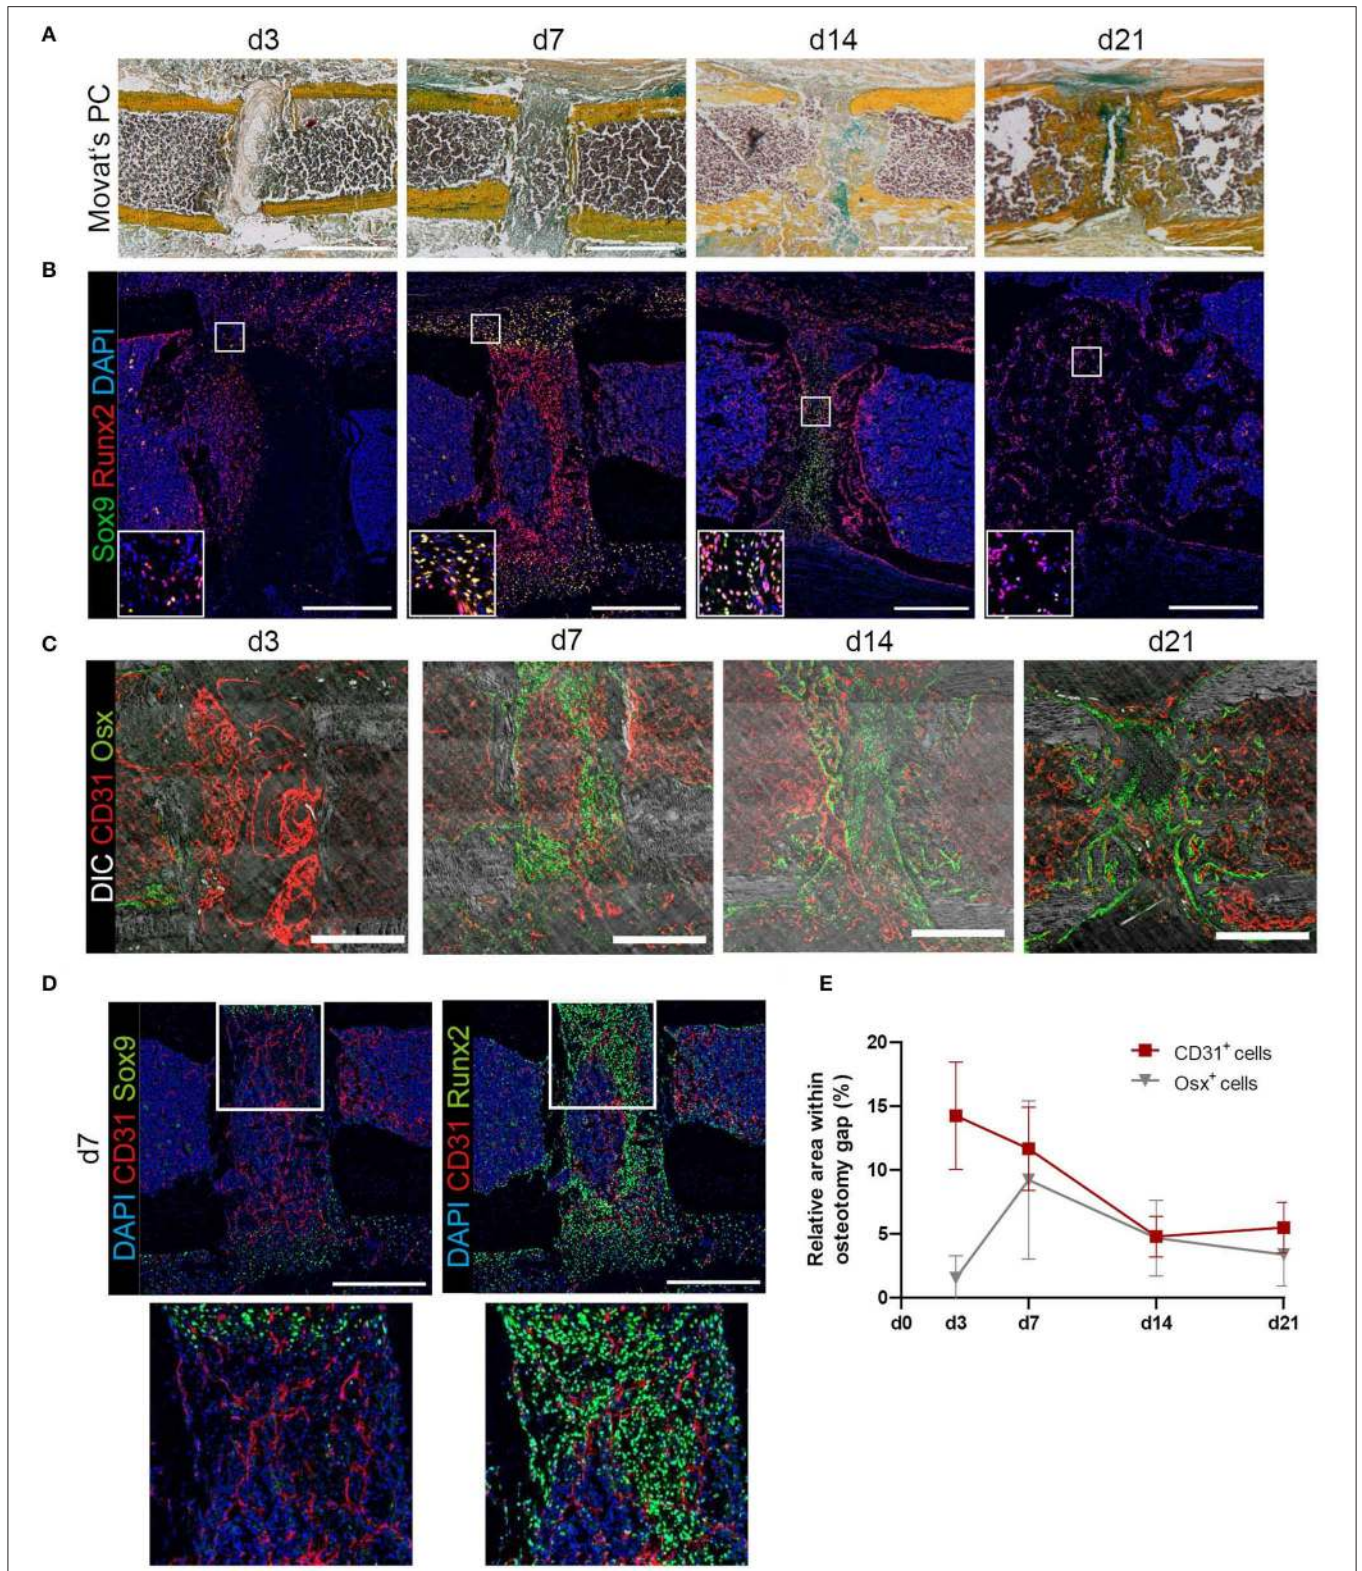 A
d3
d7
d14
d21
Movat's PC
B
Sox9 Runx2 DAPI
C
d3
d7
d14
d21
DIC CD31 Osx
D
E
d7
DAPI CD31 Sox9
DAPI CD31 Runx2
Relative area within
osteotomy gap (%)
20
15
10
5
0
CD31⁺ cells
Osx⁺ cells
d0
d3
d7
d14
d21